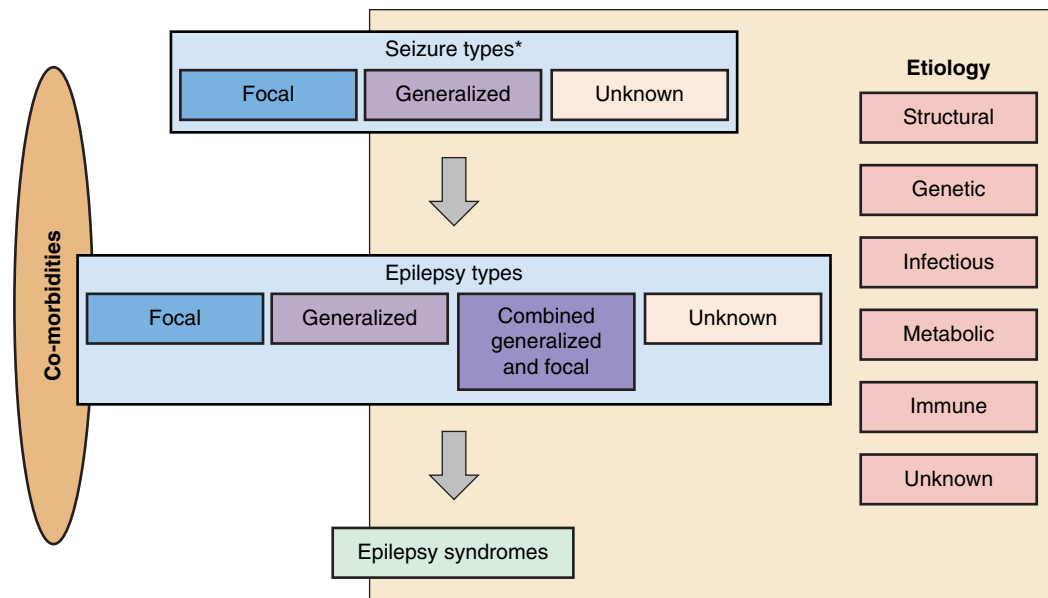 Seizure types*
Focal
Generalized
Unknown
Co-morbidities
Epilepsy types
Focal
Generalized
Combined
generalized
and focal
Unknown
Epilepsy syndromes
Etiology
Structural
Genetic
Infectious
Metabolic
Immune
Unknown